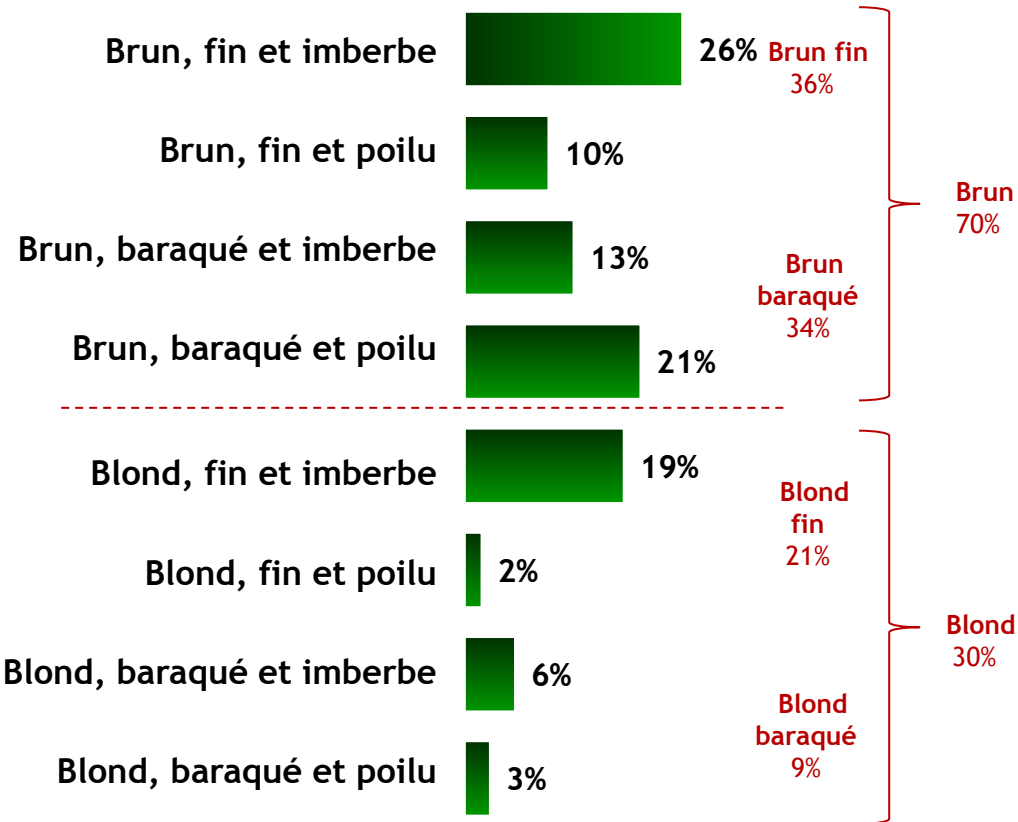 Brun, fin et imberbe
26%
Brun fin
36%
Brun, fin et poilu
10%
Brun, baraqué et imberbe
13%
Brun
baraqué
34%
Brun, baraqué et poilu
21%
Brun
70%
Blond, fin et imberbe
19%
Blond
fin
21%
Blond, fin et poilu
2%
Blond, baraqué et imberbe
6%
Blond
baraqué
9%
Blond, baraqué et poilu
3%
Blond
30%